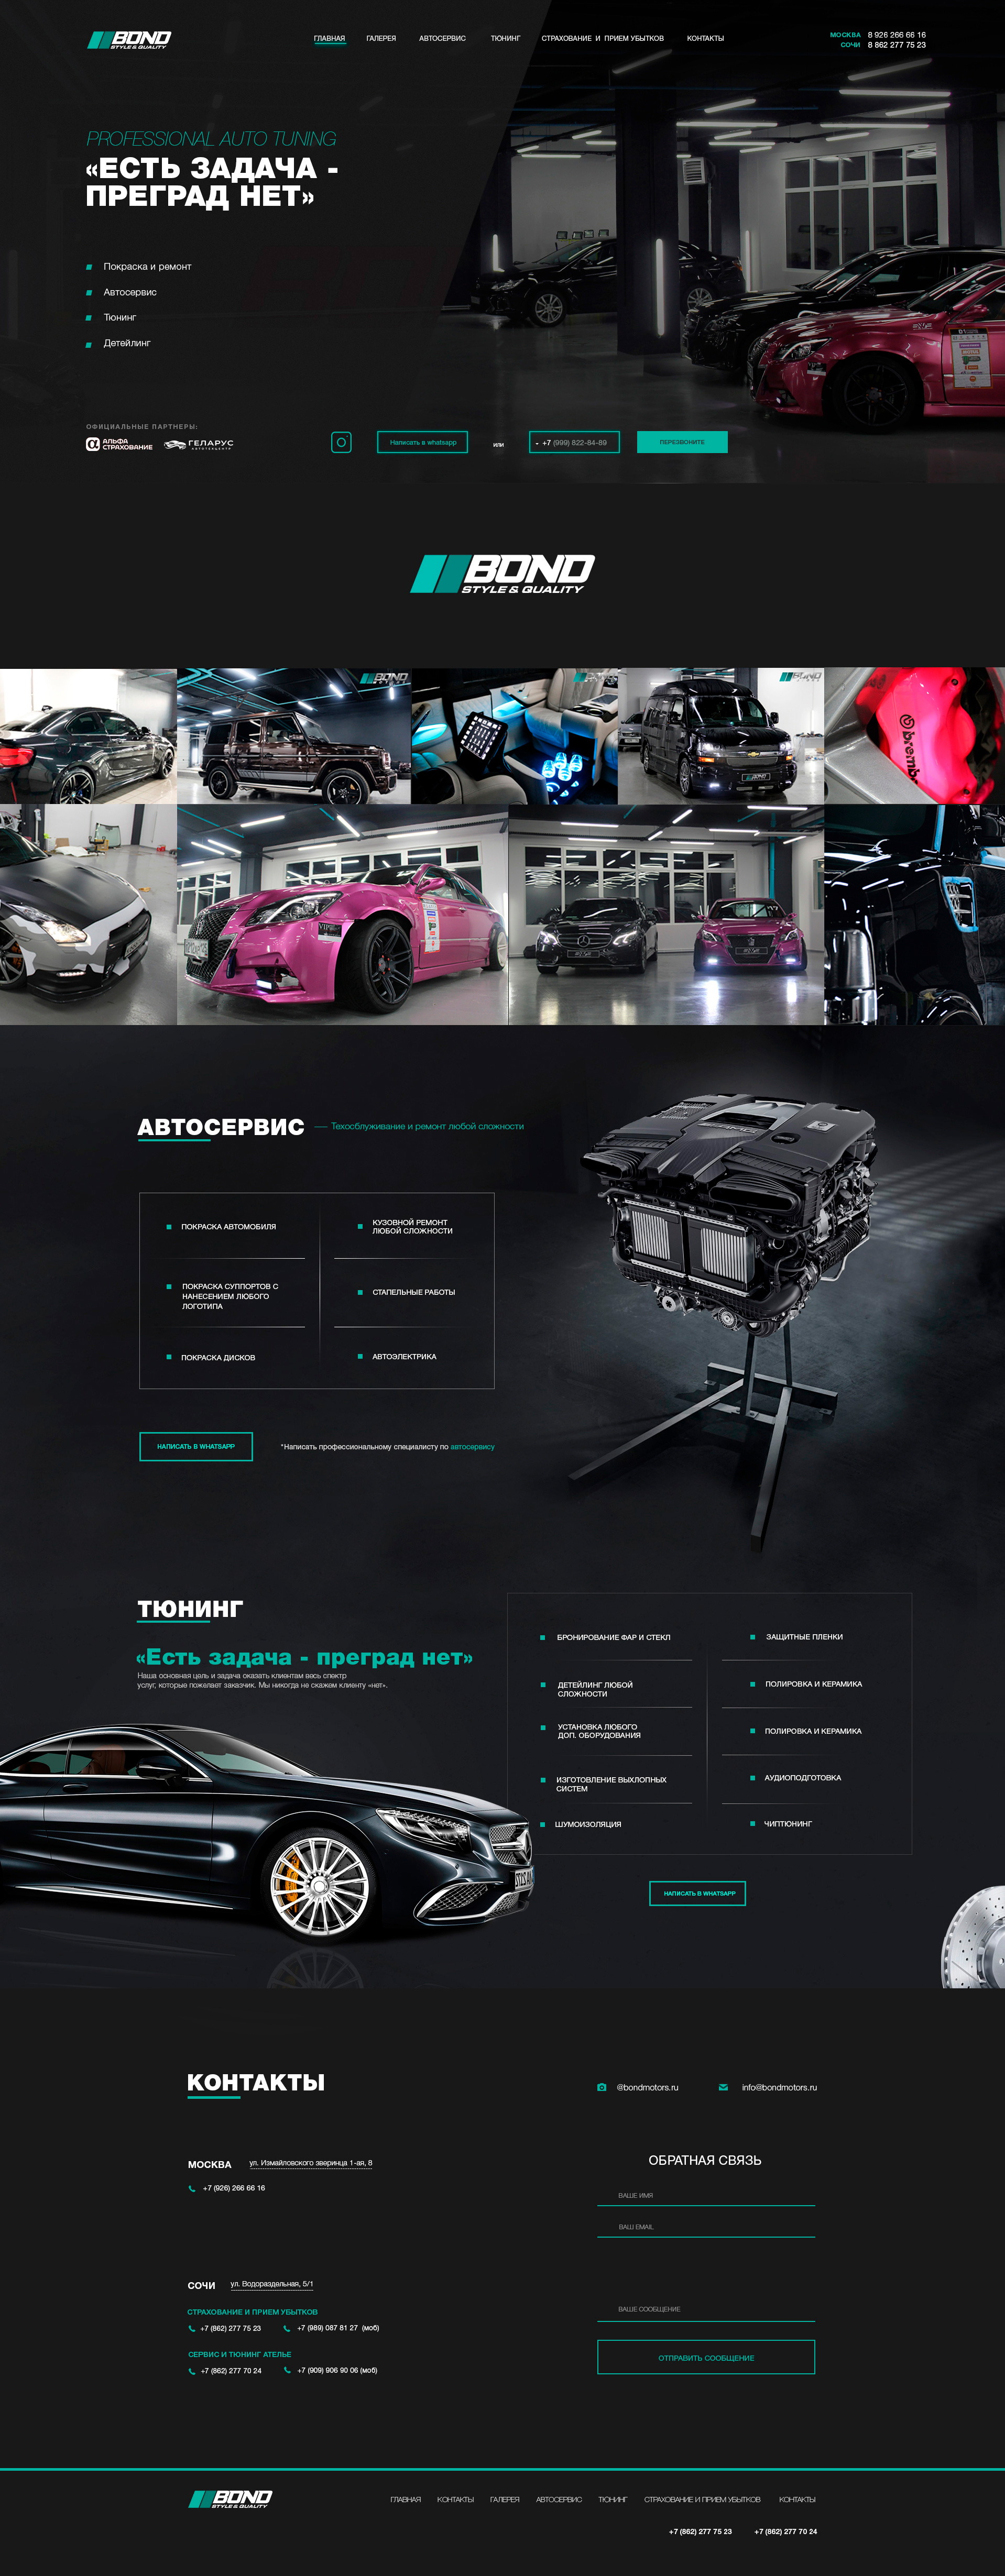 BOND
STYLE & QUALITY
ГЛАВНАЯ ГАЛЕРЕЯ АВТОСЕРВИС ТЮНИНГ СТРАХОВАНИЕ И ПРИЕМ УБЫТКОВ КОНТАКТЫ
МОСКВА 8 926 266 66 16
СОЧИ 8 862 277 75 23
PROFESSIONAL AUTO TUNING
«ЕСТЬ ЗАДАЧА -
ПРЕГРАД НЕТ»
Покраска и ремонт
Автосервис
Тюнинг
Детейлинг
ОФИЦИАЛЬНЫЕ ПАРТНЕРЫ:
АЛЬФА
СТРАХОВАНИЕ
ГЕЛАРУС
АВТОТЕХЦЕНТР
Написать в whatsapp
или
+7 (999) 822-84-89
ПЕРЕЗВОНИТЕ
BOND
STYLE & QUALITY
BOND
BOND
brembo
АВТОСЕРВИС
Техосблуживание и ремонт любой сложности
ПОКРАСКА АВТОМОБИЛЯ
КУЗОВНОЙ РЕМОНТ
ЛЮБОЙ СЛОЖНОСТИ
ПОКРАСКА СУППОРТОВ С
НАНЕСЕНИЕМ ЛЮБОГО
ЛОГОТИПА
СТАПЕЛЬНЫЕ РАБОТЫ
ПОКРАСКА ДИСКОВ
АВТОЭЛЕКТРИКА
НАПИСАТЬ В WHATSAPP
*Написать профессиональному специалисту по автосервису
ТЮНИНГ
«Есть задача - преград нет»
Наша основная цель и задача оказать клиентам весь спектр
услуг, которые пожелает заказчик. Мы никогда не скажем клиенту «нет».
БРОНИРОВАНИЕ ФАР И СТЕКЛ
ЗАЩИТНЫЕ ПЛЕНКИ
ДЕТЕЙЛИНГ ЛЮБОЙ
СЛОЖНОСТИ
ПОЛИРОВКА И КЕРАМИКА
УСТАНОВКА ЛЮБОГО
ДОП. ОБОРУДОВАНИЯ
ПОЛИРОВКА И КЕРАМИКА
ИЗГОТОВЛЕНИЕ ВЫХЛОПНЫХ
СИСТЕМ
АУДИОПОДГОТОВКА
ШУМОИЗОЛЯЦИЯ
ЧИПТЮНИНГ
НАПИСАТЬ В WHATSAPP
КОНТАКТЫ
@bondmotors.ru
info@bondmotors.ru
МОСКВА ул. Измайловского зверинца 1-ая, 8
+7 (926) 266 66 16
СОЧИ ул. Водораздельная, 5/1
СТРАХОВАНИЕ И ПРИЕМ УБЫТКОВ
+7 (862) 277 75 23 +7 (989) 087 81 27 (моб)
СЕРВИС И ТЮНИНГ АТЕЛЬЕ
+7 (862) 277 70 24 +7 (909) 906 90 06 (моб)
ОБРАТНАЯ СВЯЗЬ
ВАШЕ ИМЯ
ВАШ EMAIL
ВАШЕ СООБЩЕНИЕ
ОТПРАВИТЬ СООБЩЕНИЕ
BOND
STYLE & QUALITY
ГЛАВНАЯ КОНТАКТЫ ГАЛЕРЕЯ АВТОСЕРВИС ТЮНИНГ СТРАХОВАНИЕ И ПРИЕМ УБЫТКОВ КОНТАКТЫ
+7 (862) 277 75 23 +7 (862) 277 70 24